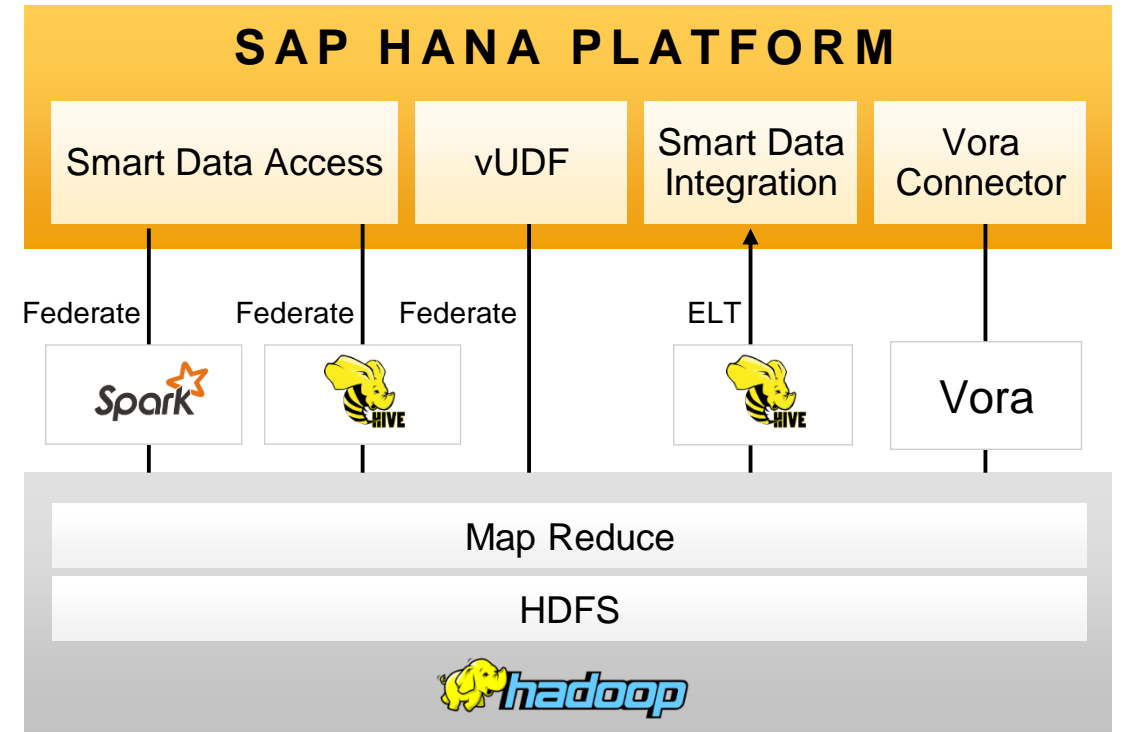 SAP HANA PLATFORM
Smart Data Access
vUDF
Smart Data
Integration
Vora
Connector
Federate
Federate
Federate
ELT
Spark
HIVE
HIVE
Vora
Map Reduce
HDFS
hadoop